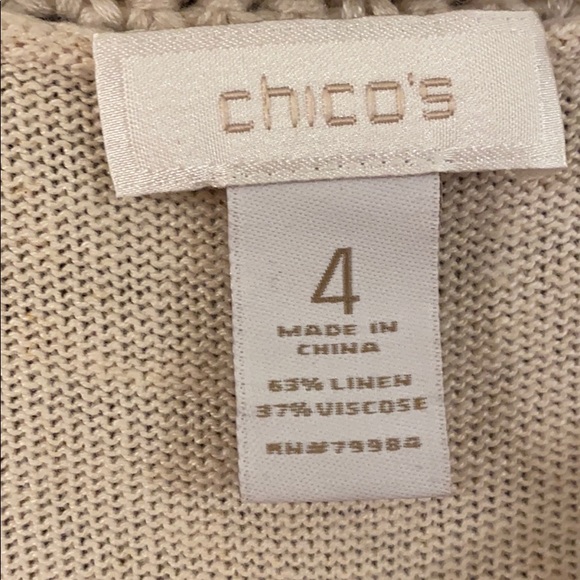 chico's
4
MADE IN
CHINA
63% LINEN
37% VISCOSE
RN# 79984